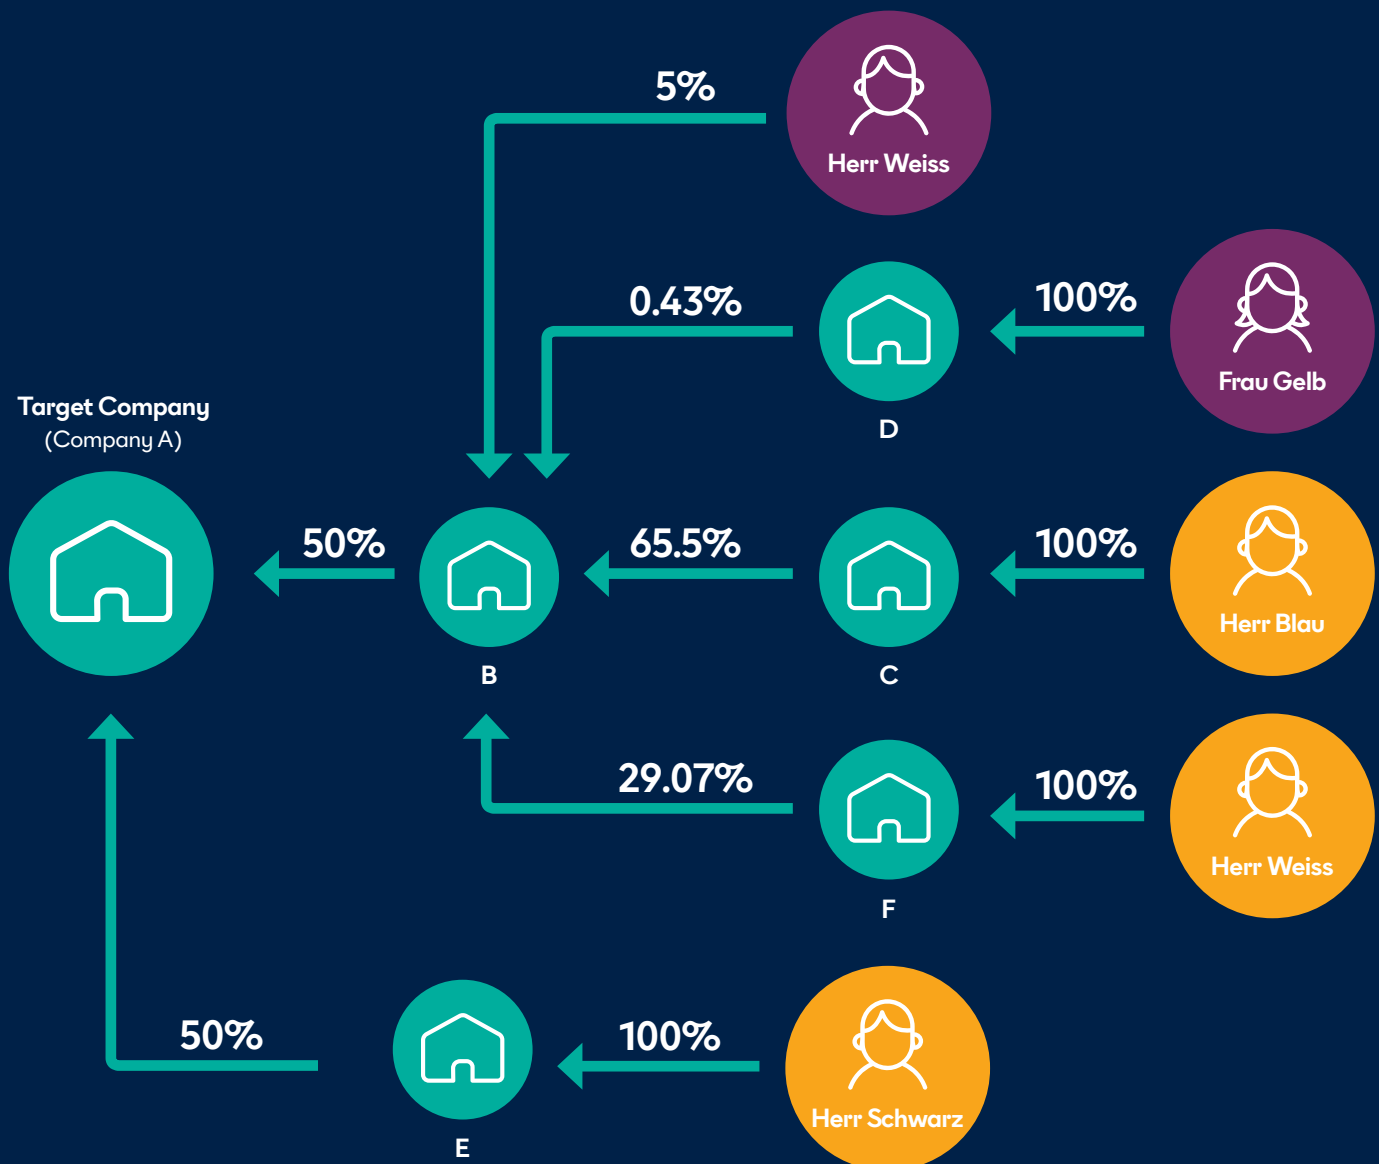 5%
Herr Weiss
0.43%
100%
D
Frau Gelb
Target Company
(Company A)
50%
B
65.5%
C
100%
Herr Blau
29.07%
F
100%
Herr Weiss
50%
E
100%
Herr Schwarz